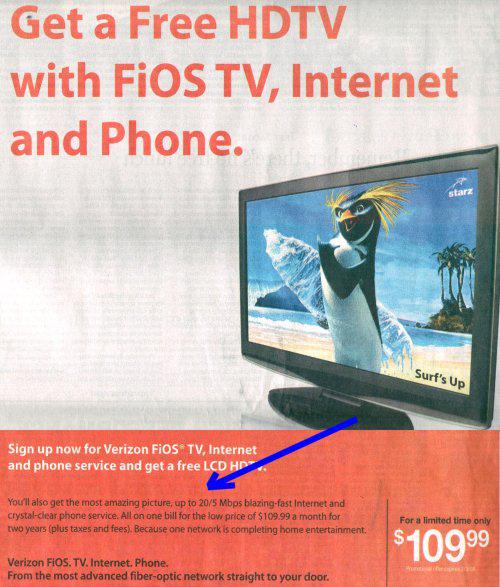 Get a Free HDTV
with FiOS TV, Internet
and Phone.
starz
Surf's Up
Sign up now for Verizon FiOS® TV, Internet
and phone service and get a free LCD HDTV.
You'll also get the most amazing picture, up to 20/5 Mbps blazing-fast Internet and
crystal-clear phone service. All on one bill for the low price of $109.99 a month for
two years (plus taxes and fees). Because one network is completing home entertainment.
For a limited time only
$109.99
Verizon FiOS. TV. Internet. Phone.
From the most advanced fiber-optic network straight to your door.